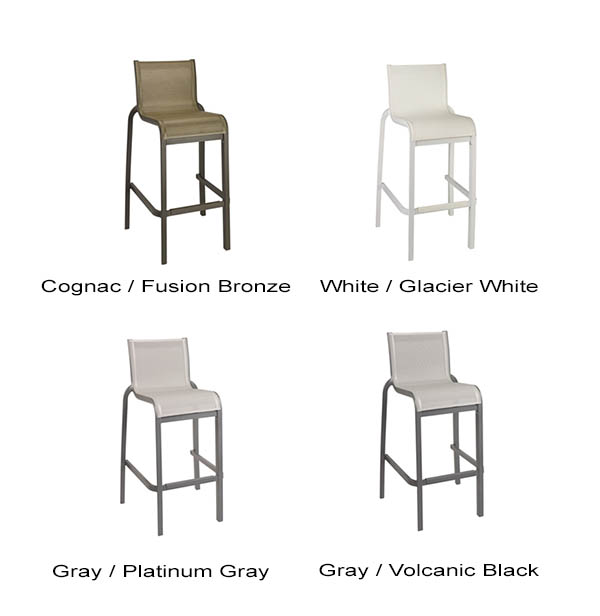 Cognac / Fusion Bronze
White / Glacier White
Gray / Platinum Gray
Gray / Volcanic Black